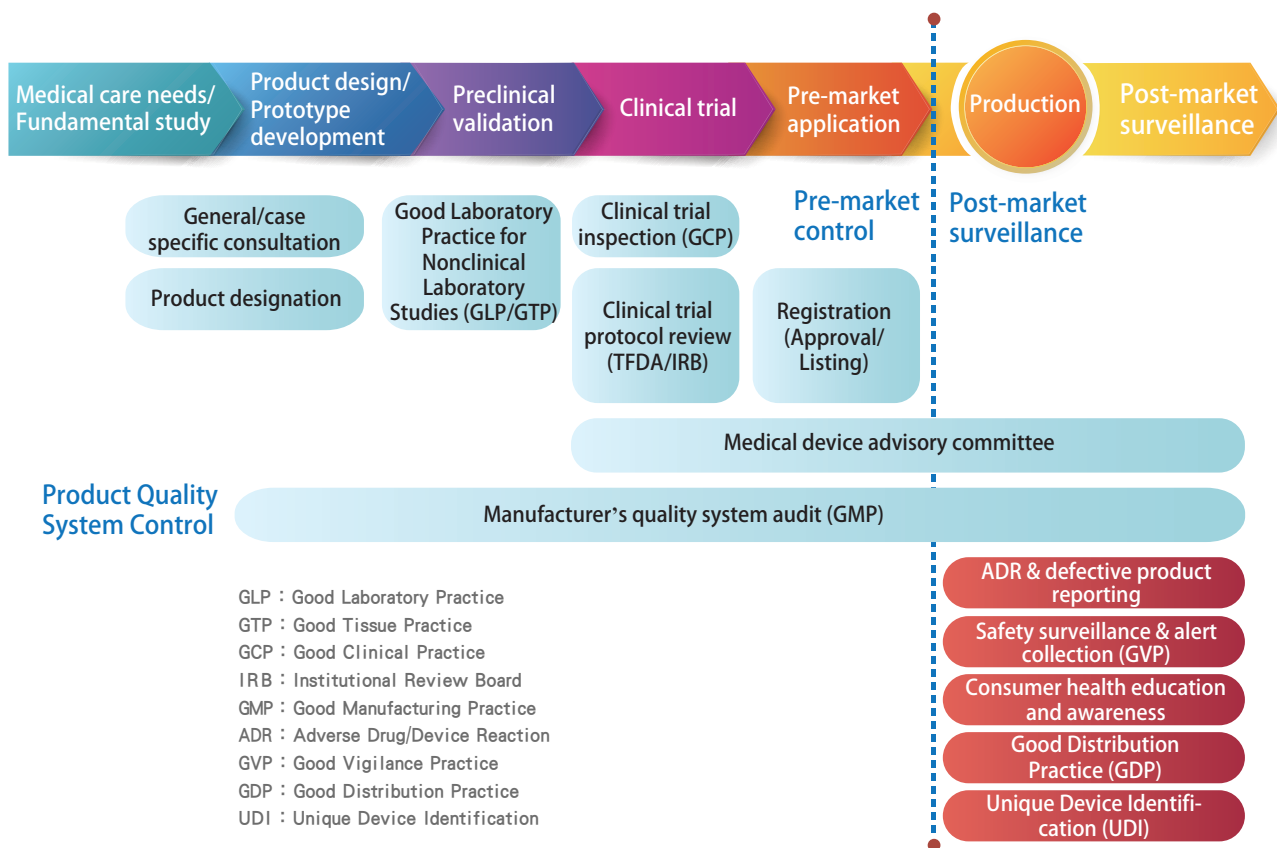 Medical care needs/
Fundamental study
Product design/
Prototype
development
Preclinical
validation
Clinical trial
Pre-market
application
Production
Post-market
surveillance
General/case
specific consultation
Product designation
Good Laboratory
Practice for
Nonclinical
Laboratory
Studies (GLP/GTP)
Clinical trial
inspection (GCP)
Clinical trial
protocol review
(TFDA/IRB)
Pre-market
control
Registration
(Approval/
Listing)
Post-market
surveillance
Medical device advisory committee
Product Quality
System Control
Manufacturer’s quality system audit (GMP)
GLP：Good Laboratory Practice
GTP：Good Tissue Practice
GCP：Good Clinical Practice
IRB：Institutional Review Board
GMP：Good Manufacturing Practice
ADR：Adverse Drug/Device Reaction
GVP：Good Vigilance Practice
GDP：Good Distribution Practice
UDI：Unique Device Identification
ADR & defective product
reporting
Safety surveillance & alert
collection (GVP)
Consumer health education
and awareness
Good Distribution
Practice (GDP)
Unique Device Identifi-
cation (UDI)